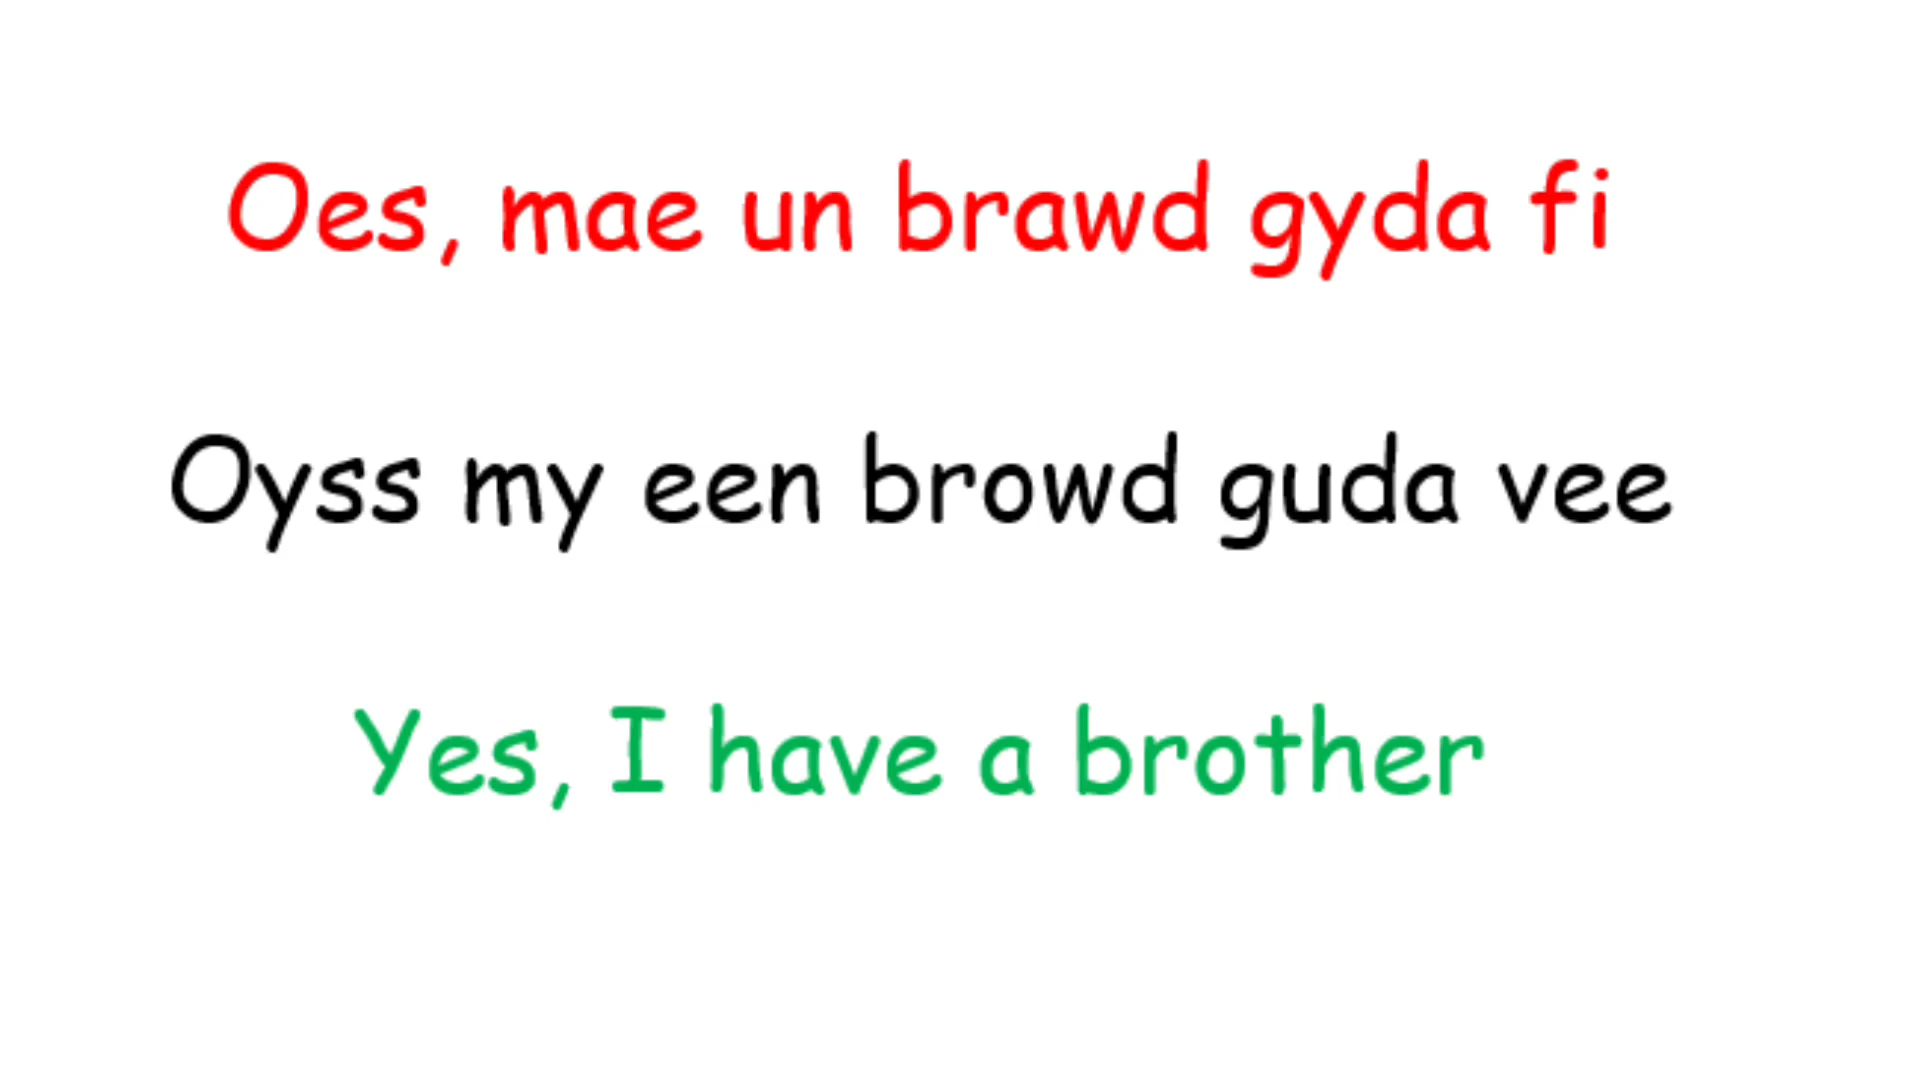 Oes, mae un brawd gyda fi
Oyss my een browd guda vee
Yes, I have a brother